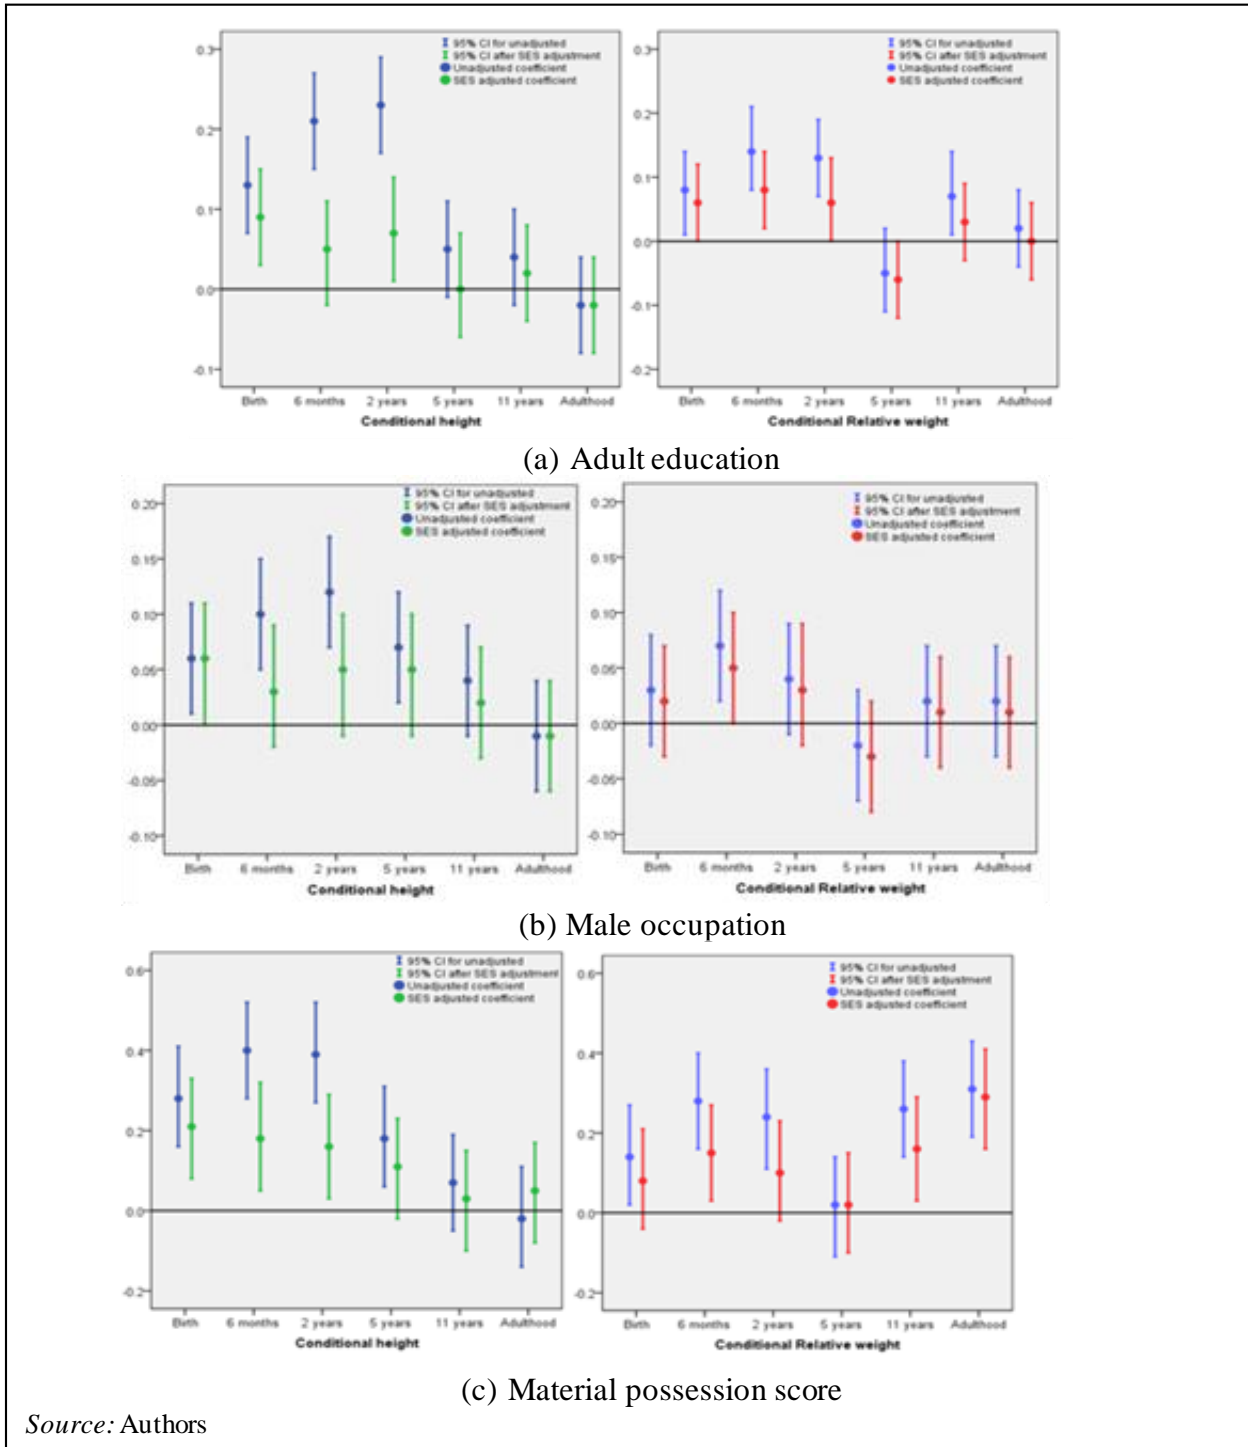 95% CI for unadjusted
95% CI after SES adjustment
Unadjusted coefficient
SES adjusted coefficient
0.3
0.2
0.1
0.0
-0.1
Birth 6 months 2 years 5 years 11 years Adulthood
Conditional height
95% CI for unadjusted
95% CI after SES adjustment
Unadjusted coefficient
SES adjusted coefficient
0.3
0.2
0.1
0.0
-0.1
-0.2
Birth 6 months 2 years 5 years 11 years Adulthood
Conditional Relative weight
(a) Adult education
95% CI for unadjusted
95% CI after SES adjustment
Unadjusted coefficient
SES adjusted coefficient
0.20
0.15
0.10
0.05
0.00
-0.05
-0.10
Birth 6 months 2 years 5 years 11 years Adulthood
Conditional height
95% CI for unadjusted
95% CI after SES adjustment
Unadjusted coefficient
SES adjusted coefficient
0.20
0.15
0.10
0.05
0.00
-0.05
-0.10
Birth 6 months 2 years 5 years 11 years Adulthood
Conditional Relative weight
(b) Male occupation
95% CI for unadjusted
95% CI after SES adjustment
Unadjusted coefficient
SES adjusted coefficient
0.6
0.4
0.2
0.0
-0.2
Birth 6 months 2 years 5 years 11 years Adulthood
Conditional height
95% CI for unadjusted
95% CI after SES adjustment
Unadjusted coefficient
SES adjusted coefficient
0.6
0.4
0.2
0.0
-0.2
Birth 6 months 2 years 5 years 11 years Adulthood
Conditional Relative weight
(c) Material possession score
Source: Authors